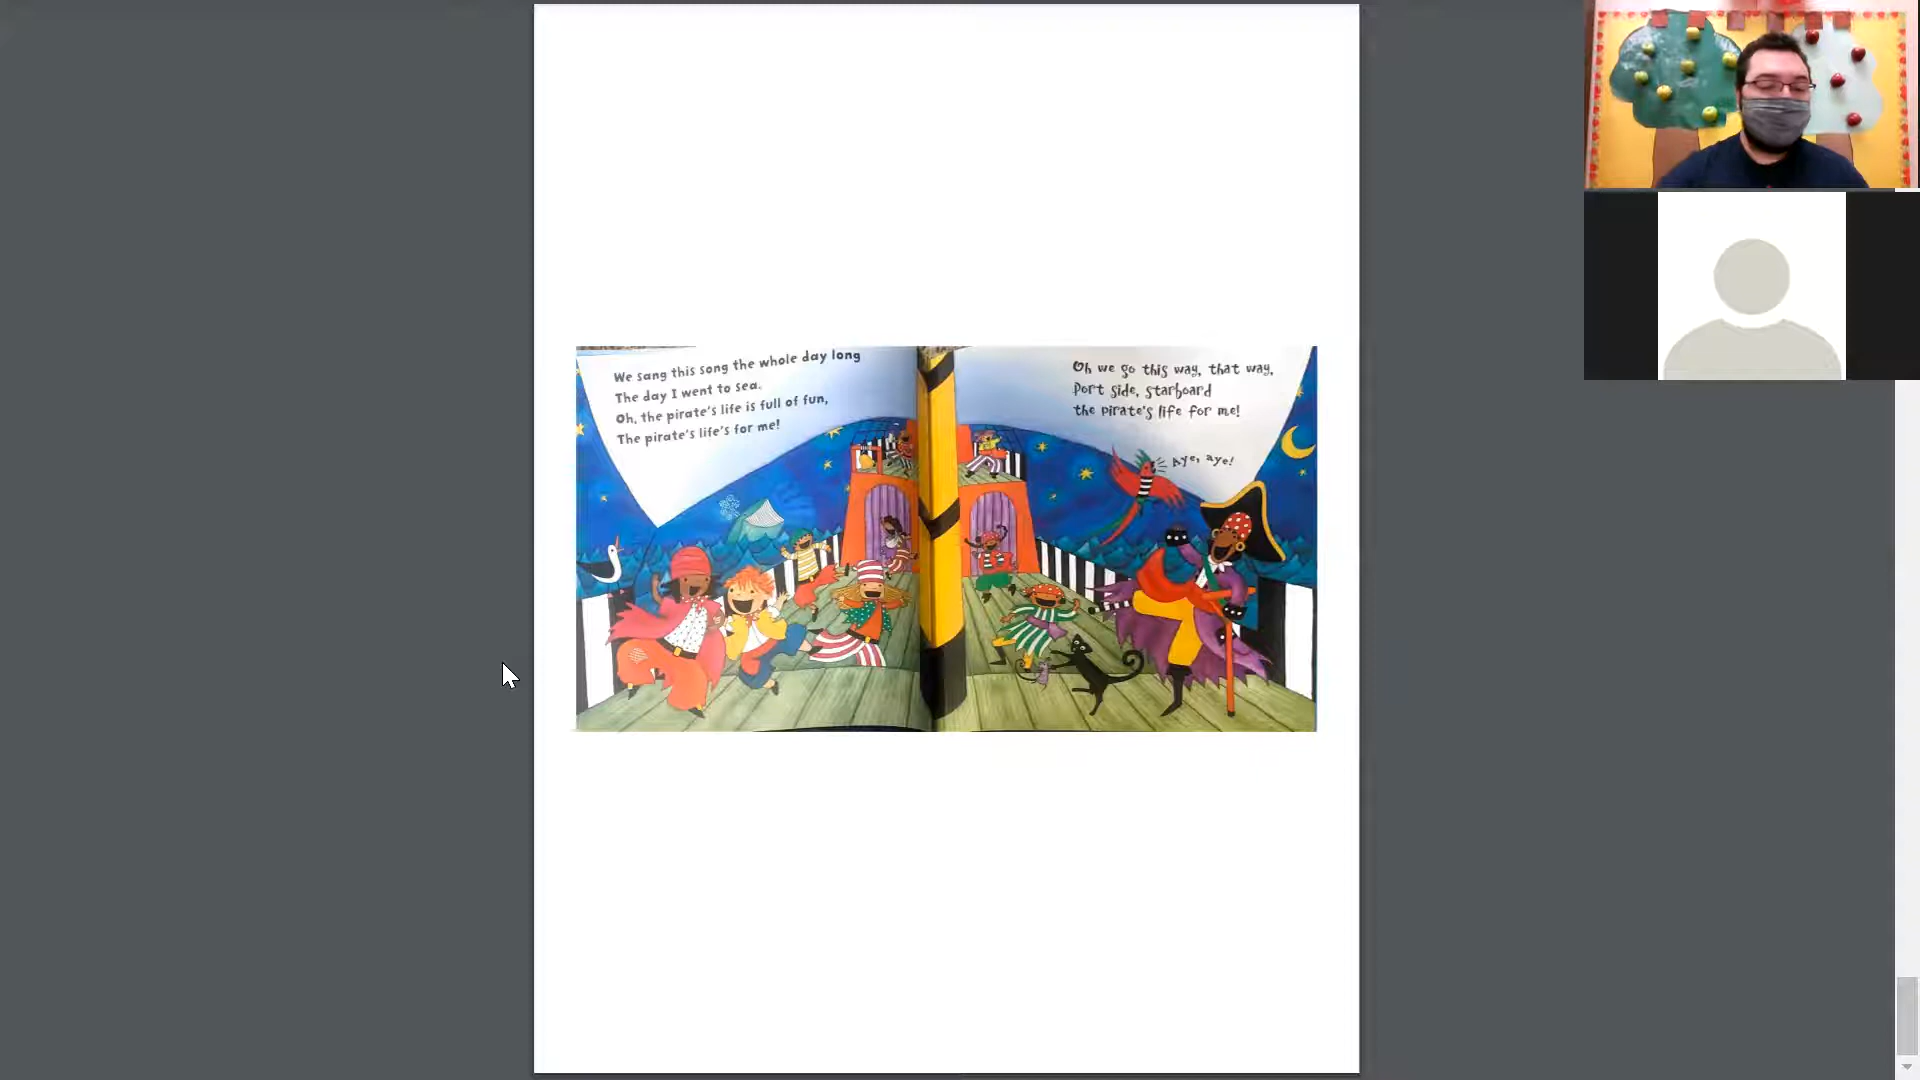 We sang this song the whole day long
The day I went to sea.
Oh, the pirate's life is full of fun,
The pirate's life's for me!
Oh we go this way, that way,
Port side, starboard
the pirate's life for me!
Aye, aye!